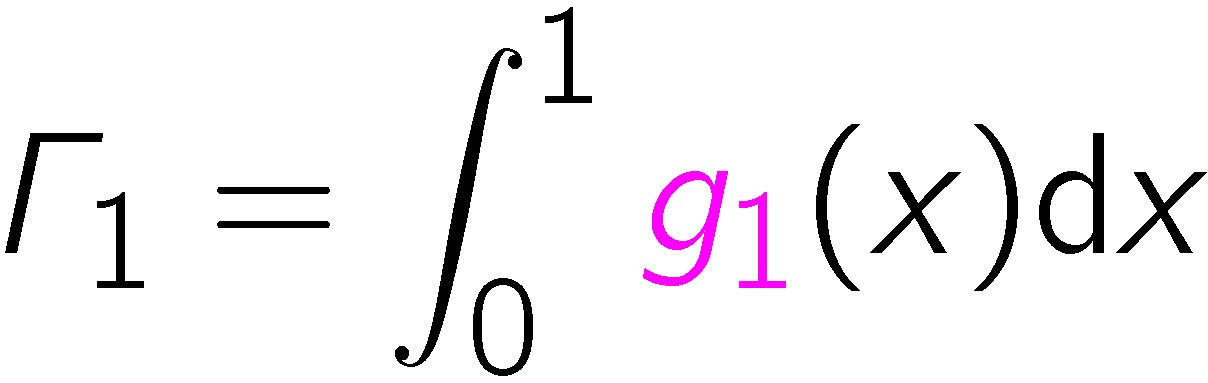 Γ₁ = ∫₀¹ g₁(x)dx